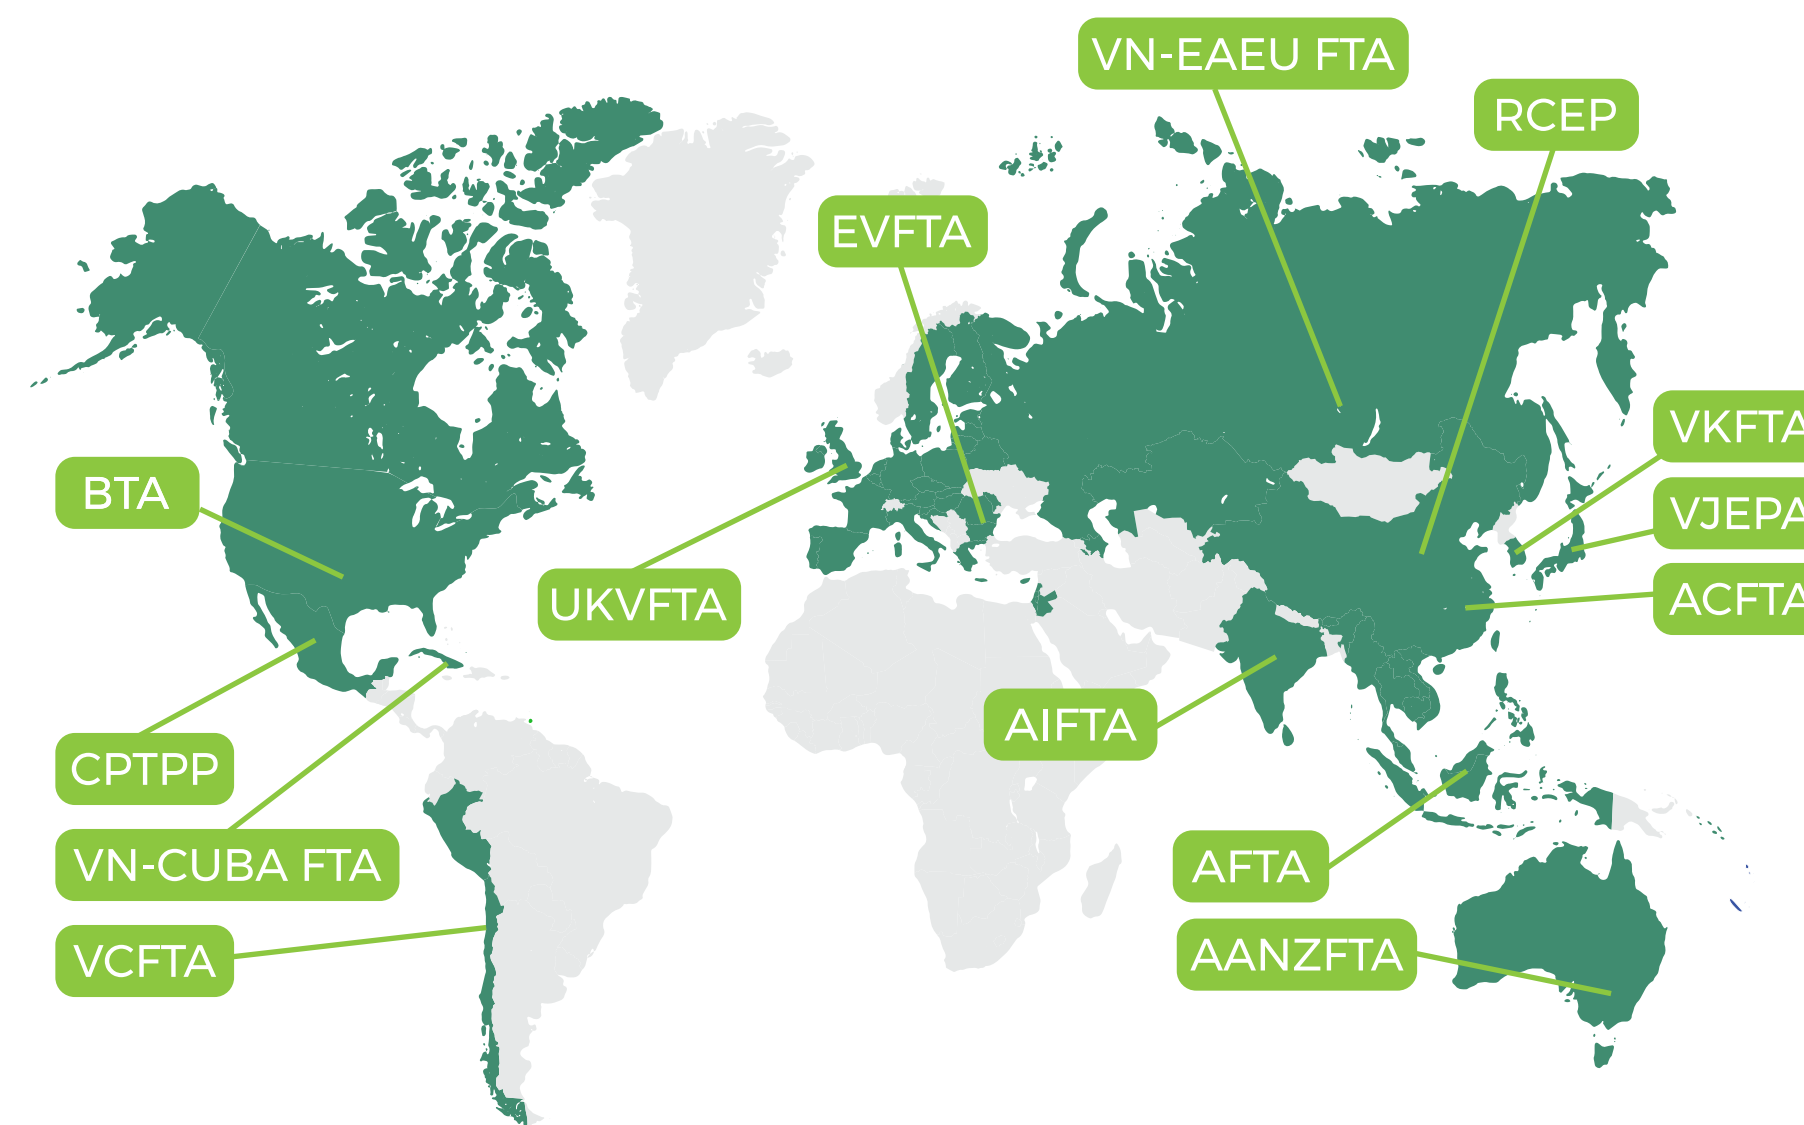 VN-EAEU FTA
RCEP
EVFTA
VKFTA
BTA
VJEPA
UKVFTA
ACFTA
AIFTA
CPTPP
VN-CUBA FTA
AFTA
VCFTA
AANZFTA